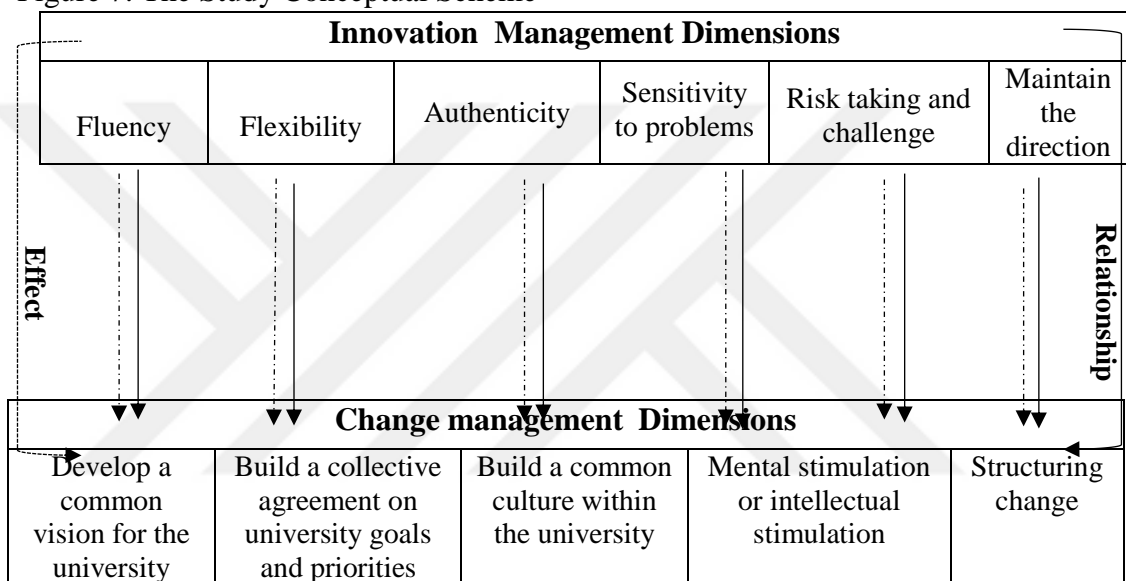 Figure 7: The Study Conceptual Scheme
Innovation Management Dimensions
Fluency
Flexibility
Authenticity
Sensitivity
to problems
Risk taking and
challenge
Maintain
the
direction
Effect
Relationship
Change management Dimensions
Develop a
common
vision for the
university
Build a collective
agreement on
university goals
and priorities
Build a common
culture within
the university
Mental stimulation
or intellectual
stimulation
Structuring
change